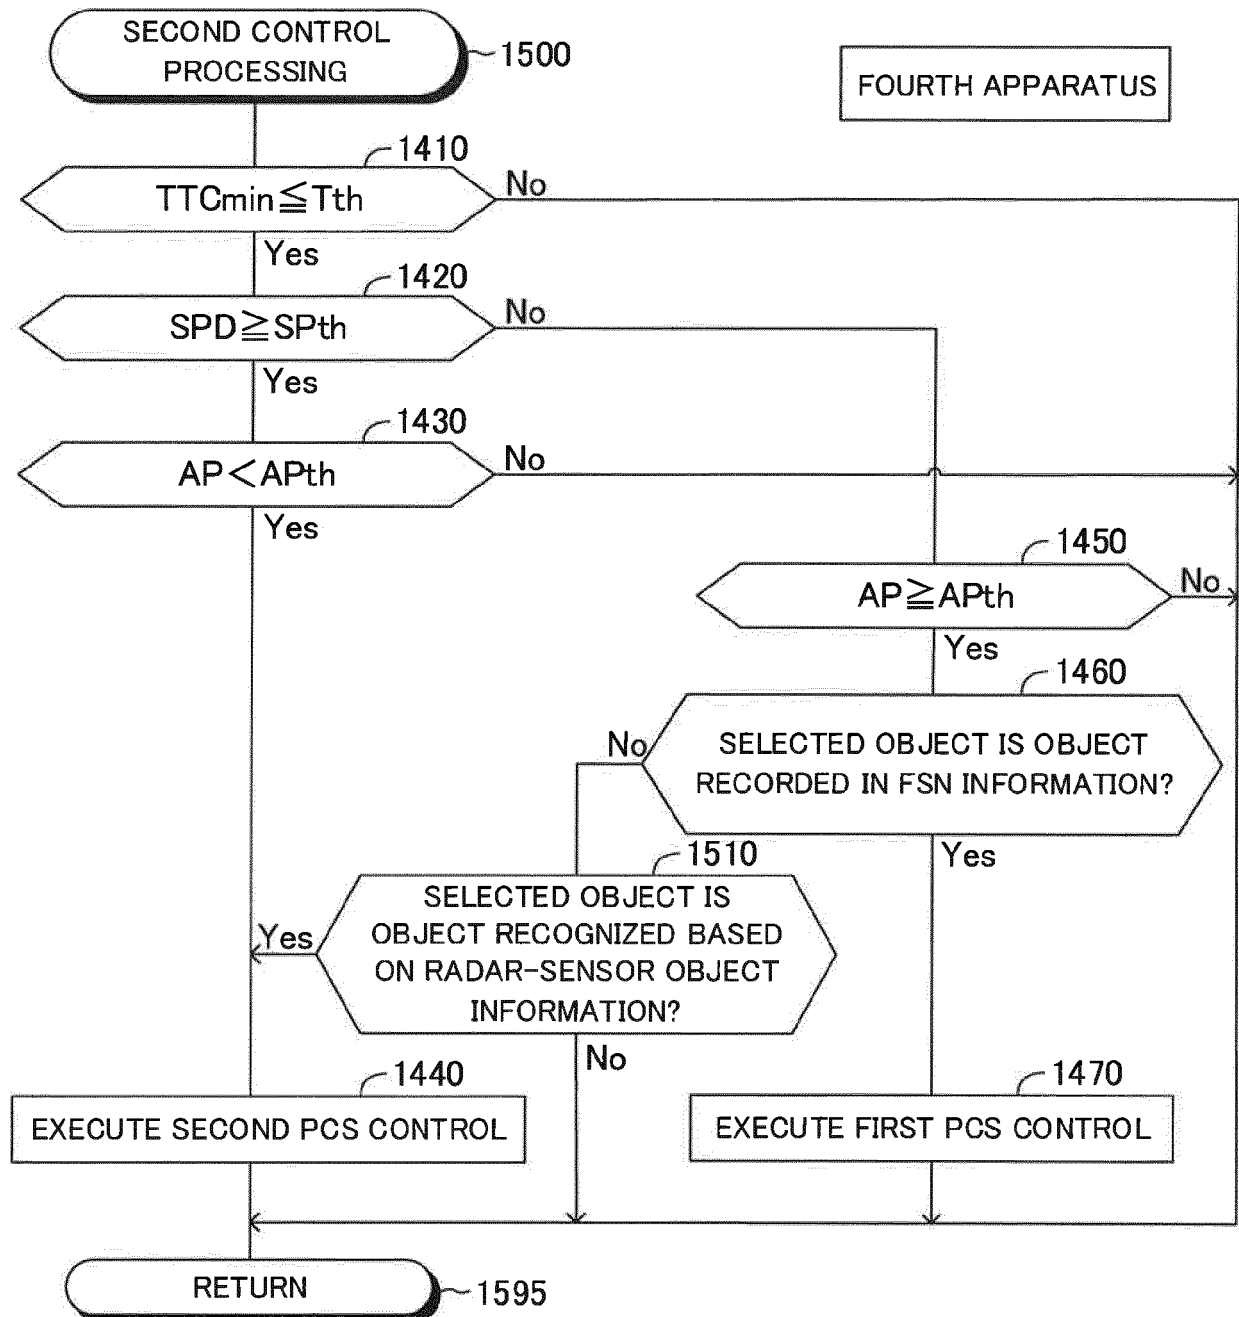 SECOND CONTROL
PROCESSING
1500
FOURTH APPARATUS
1410
TTCmin≦Tth
No
Yes
1420
SPD≧SPth
No
Yes
1430
AP<APth
No
Yes
1450
AP≧APth
No
Yes
1460
SELECTED OBJECT IS OBJECT
RECORDED IN FSN INFORMATION?
No
Yes
1510
SELECTED OBJECT IS
OBJECT RECOGNIZED BASED
ON RADAR-SENSOR OBJECT
INFORMATION?
Yes
No
1440
EXECUTE SECOND PCS CONTROL
1470
EXECUTE FIRST PCS CONTROL
RETURN
1595